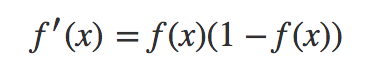 f′(x) = f(x)(1 − f(x))